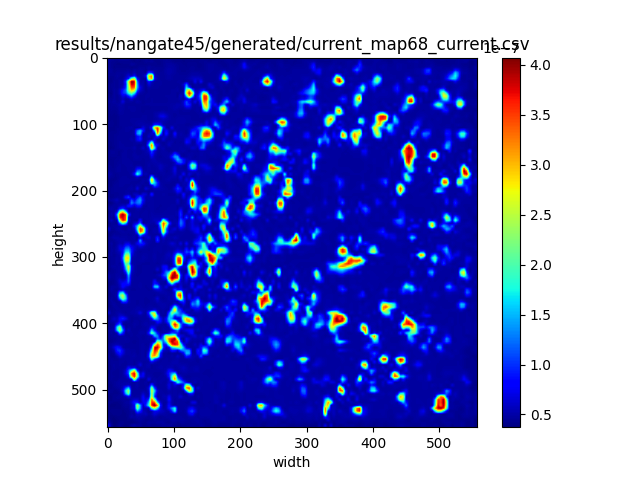 results/nangate45/generated/current_map68_current.csv
1e−7
0
100
200
300
400
500
height
0 100 200 300 400 500
width
4.0
3.5
3.0
2.5
2.0
1.5
1.0
0.5